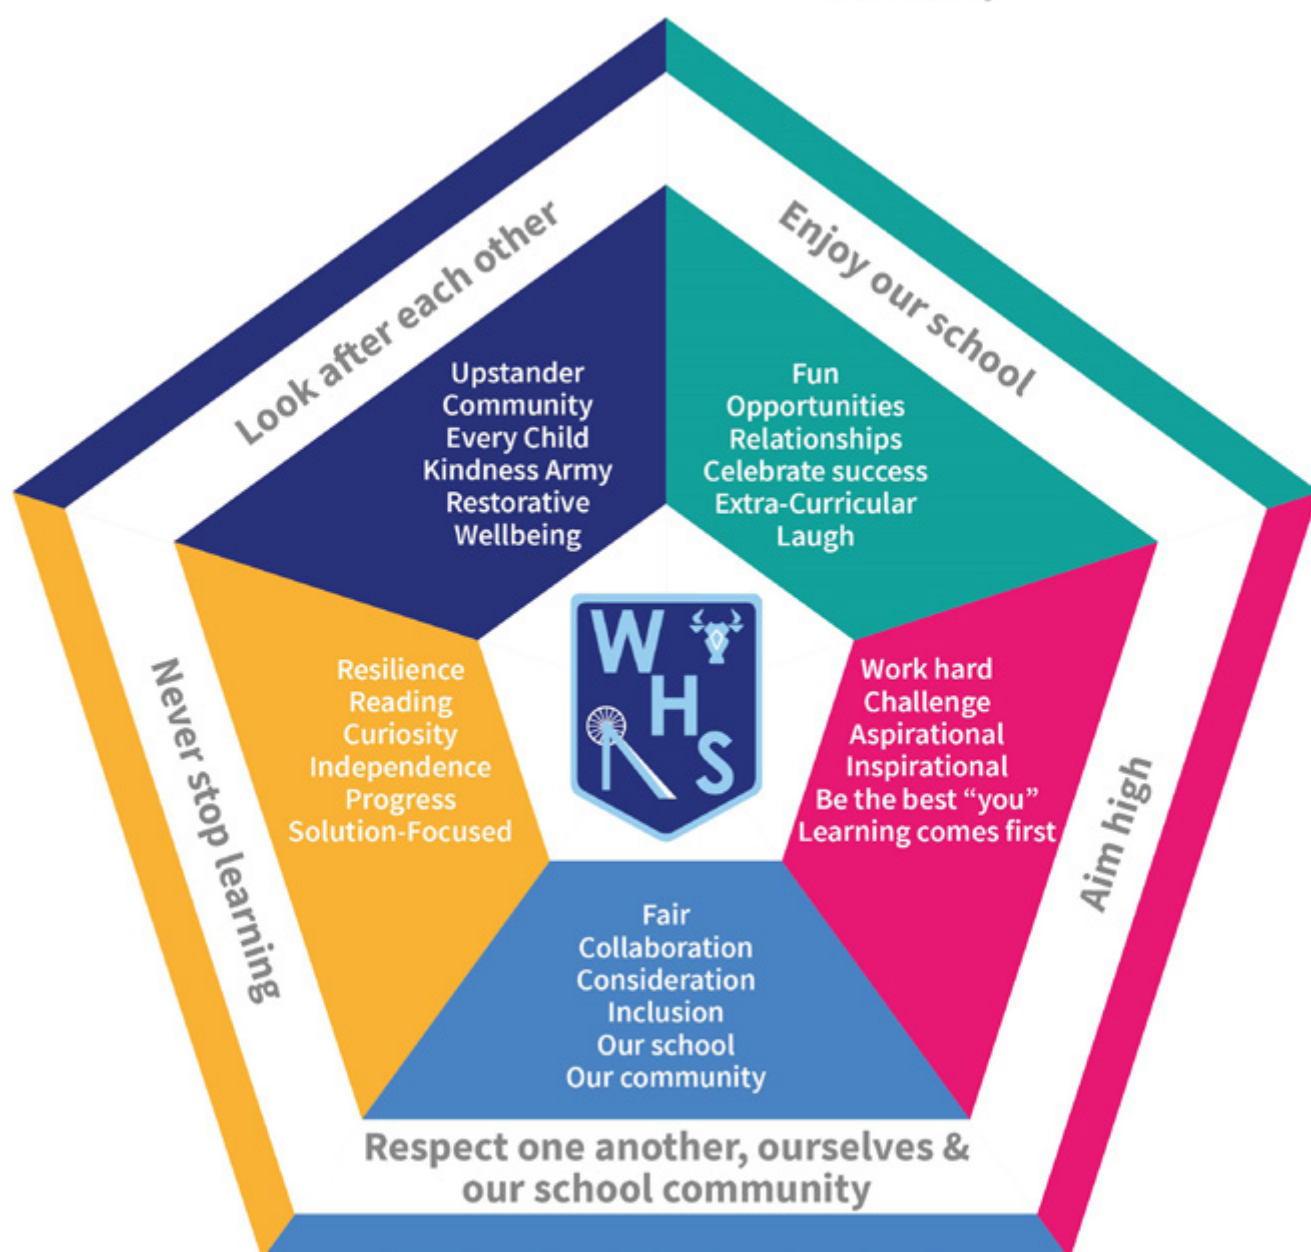 Look after each other
Enjoy our school
Upstander
Community
Every Child
Kindness Army
Restorative
Wellbeing
Fun
Opportunities
Relationships
Celebrate success
Extra-Curricular
Laugh
Never stop learning
Resilience
Reading
Curiosity
Independence
Progress
Solution-Focused
W
H
S
Work hard
Challenge
Aspirational
Inspirational
Be the best “you”
Learning comes first
Aim high
Fair
Collaboration
Consideration
Inclusion
Our school
Our community
Respect one another, ourselves &
our school community